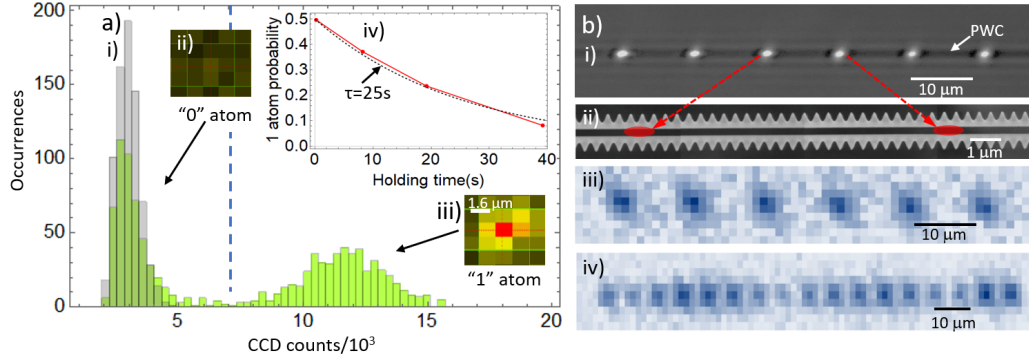 a)
i)
200
150
100
50
0
Occurrences
5
10
15
20
CCD counts/10³
ii)
"0" atom
iv)
0.5
0.4
0.3
0.2
0.1
0.0
1 atom probability
τ=25s
0
10
20
30
40
Holding time(s)
iii)
1.6 μm
"1" atom
b)
i)
PWC
10 μm
ii)
1 μm
iii)
10 μm
iv)
10 μm